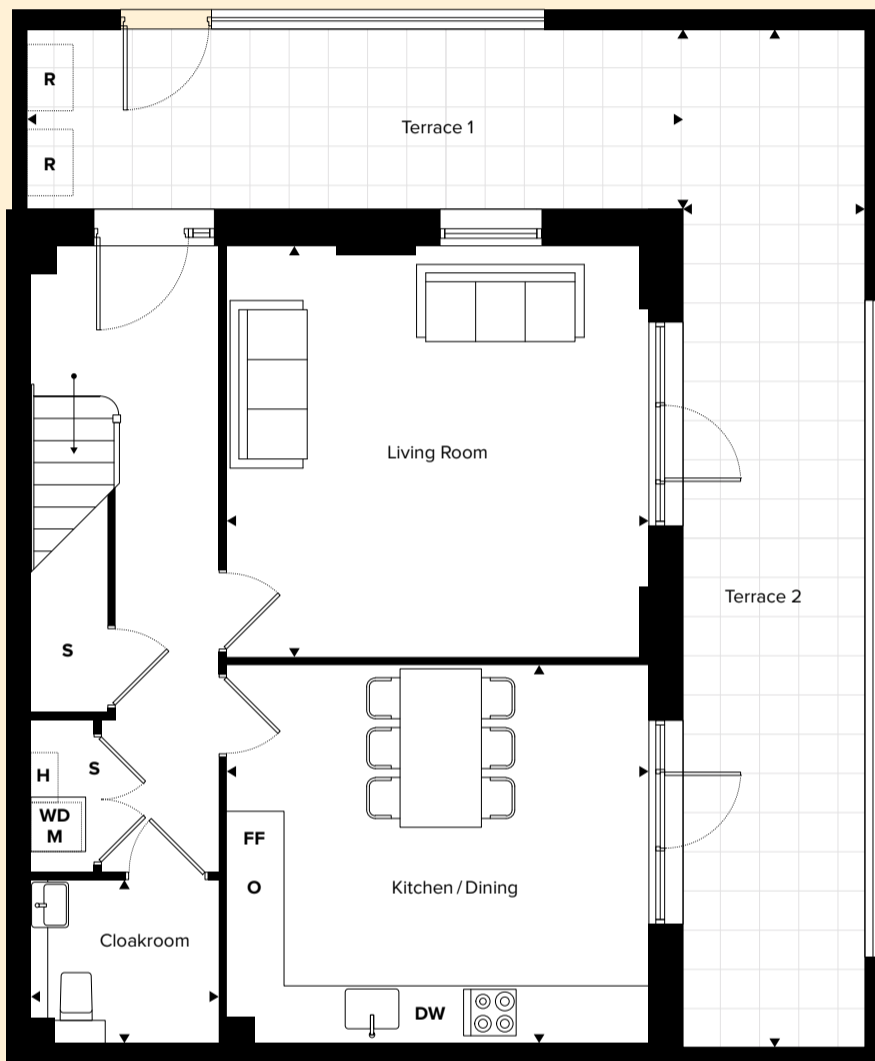 R
Terrace 1
R
Living Room
Terrace 2
S
H
S
WD
M
FF
O
Kitchen / Dining
Cloakroom
DW